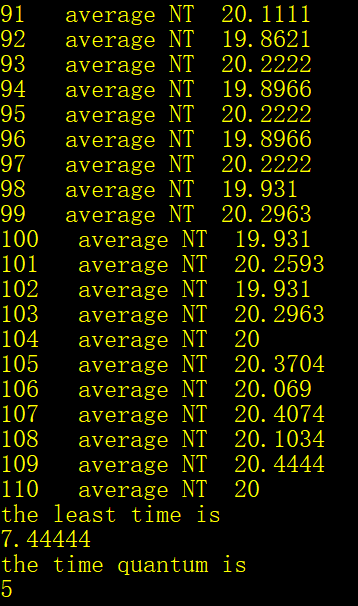 91   average NT  20.1111
92   average NT  19.8621
93   average NT  20.2222
94   average NT  19.8966
95   average NT  20.2222
96   average NT  19.8966
97   average NT  20.2222
98   average NT  19.931
99   average NT  20.2963
100   average NT  19.931
101   average NT  20.2593
102   average NT  19.931
103   average NT  20.2963
104   average NT  20
105   average NT  20.3704
106   average NT  20.069
107   average NT  20.4074
108   average NT  20.1034
109   average NT  20.4444
110   average NT  20
the least time is
7.44444
the time quantum is
5